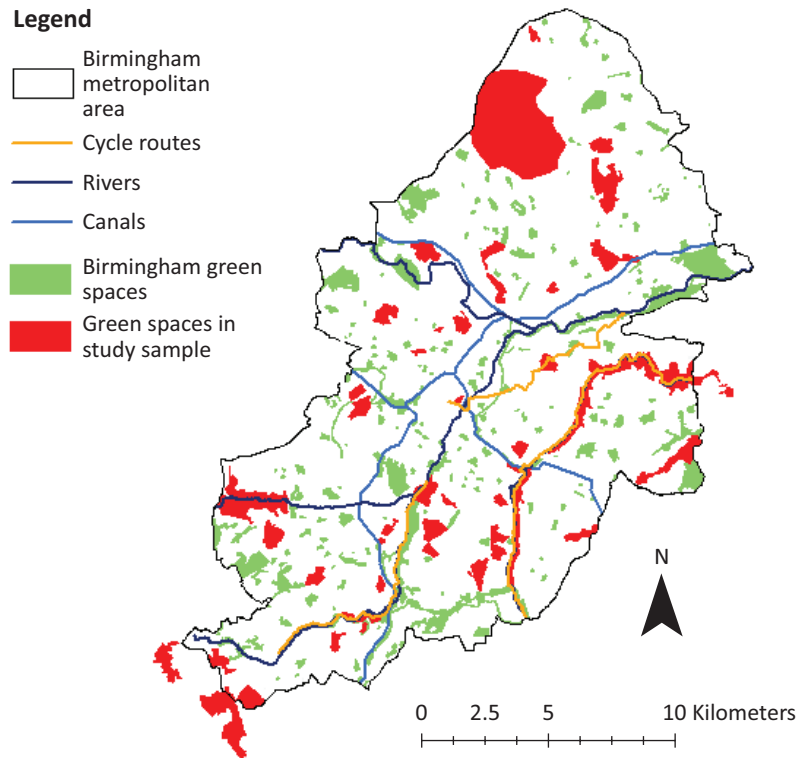 Legend
Birmingham
metropolitan
area
Cycle routes
Rivers
Canals
Birmingham green
spaces
Green spaces in
study sample
N
0 2.5 5 10 Kilometers